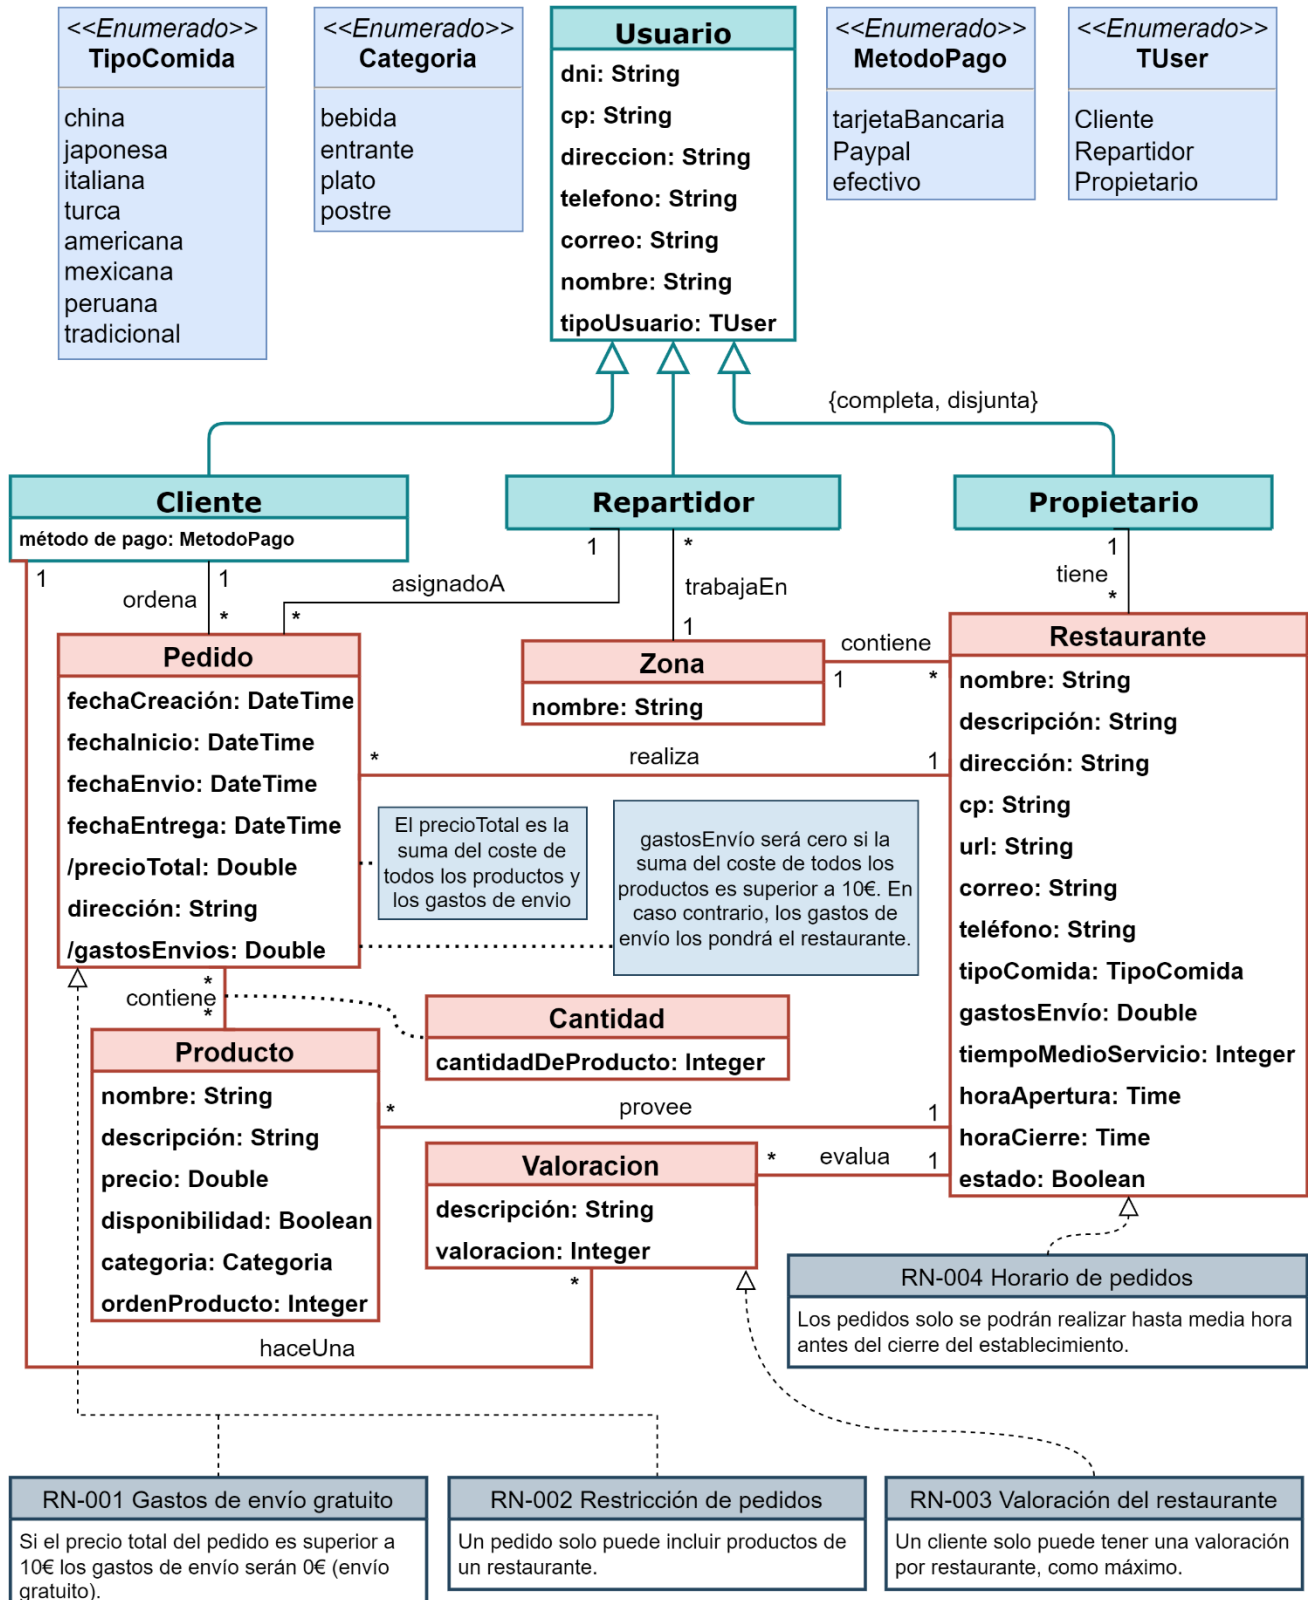 <<Enumerado>>
TipoComida
china
japonesa
italiana
turca
americana
mexicana
peruana
tradicional
<<Enumerado>>
Categoria
bebida
entrante
plato
postre
Usuario
dni: String
cp: String
direccion: String
telefono: String
correo: String
nombre: String
tipoUsuario: TUser
<<Enumerado>>
MetodoPago
tarjetaBancaria
Paypal
efectivo
<<Enumerado>>
TUser
Cliente
Repartidor
Propietario
{completa, disjunta}
Cliente
método de pago: MetodoPago
Repartidor
Propietario
1
1
ordena
*
asignadoA
1
*
*
trabajaEn
1
1
tiene
*
Pedido
fechaCreación: DateTime
fechaInicio: DateTime
fechaEnvio: DateTime
fechaEntrega: DateTime
/precioTotal: Double
dirección: String
/gastosEnvios: Double
Zona
nombre: String
contiene
1
*
Restaurante
nombre: String
descripción: String
dirección: String
cp: String
url: String
correo: String
teléfono: String
tipoComida: TipoComida
gastosEnvío: Double
tiempoMedioServicio: Integer
horaApertura: Time
horaCierre: Time
estado: Boolean
*
realiza
1
El precioTotal es la
suma del coste de
todos los productos y
los gastos de envio
gastosEnvío será cero si la
suma del coste de todos los
productos es superior a 10€. En
caso contrario, los gastos de
envío los pondrá el restaurante.
*
contiene
*
Cantidad
cantidadDeProducto: Integer
Producto
nombre: String
descripción: String
precio: Double
disponibilidad: Boolean
categoria: Categoria
ordenProducto: Integer
*
provee
1
Valoracion
descripción: String
valoracion: Integer
*
evalua
1
*
haceUna
RN-004 Horario de pedidos
Los pedidos solo se podrán realizar hasta media hora
antes del cierre del establecimiento.
RN-001 Gastos de envío gratuito
Si el precio total del pedido es superior a
10€ los gastos de envío serán 0€ (envío
gratuito).
RN-002 Restricción de pedidos
Un pedido solo puede incluir productos de
un restaurante.
RN-003 Valoración del restaurante
Un cliente solo puede tener una valoración
por restaurante, como máximo.